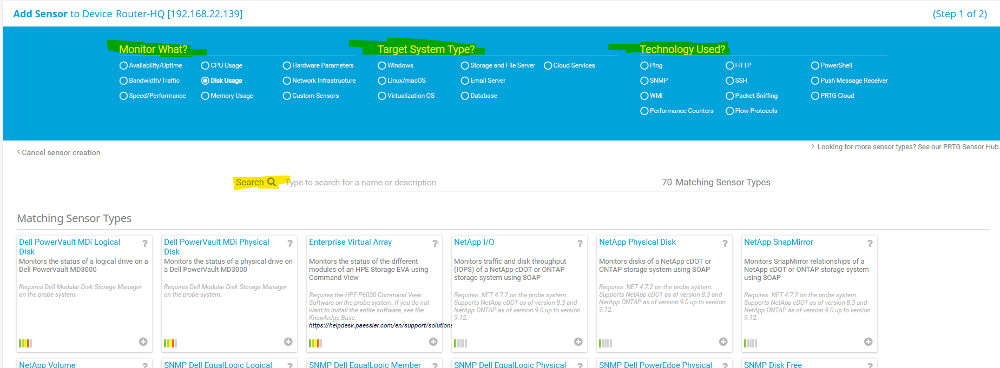 Add Sensor to Device Router-HQ [192.168.22.139]
(Step 1 of 2)
Monitor What?
Availability/Uptime
CPU Usage
Hardware Parameters
Bandwidth/Traffic
Disk Usage
Network Infrastructure
Speed/Performance
Memory Usage
Custom Sensors
Target System Type?
Windows
Storage and File Server
Cloud Services
Linux/macOS
Email Server
Virtualization OS
Database
Technology Used?
Ping
HTTP
PowerShell
SNMP
SSH
Push Message Receiver
WMI
Packet Sniffing
PRTG Cloud
Performance Counters
Flow Protocols
Cancel sensor creation
Looking for more sensor types? See our PRTG Sensor Hub.
Search
Type to search for a name or description
70 Matching Sensor Types
Matching Sensor Types
Dell PowerVault MDi Logical
Disk
?
Monitors the status of a logical drive on a
Dell PowerVault MD3000
Requires Dell Modular Disk Storage Manager
on the probe system.
Dell PowerVault MDi Physical
Disk
?
Monitors the status of a physical drive on
a Dell PowerVault MD3000
Requires Dell Modular Disk Storage Manager
on the probe system.
Enterprise Virtual Array
?
Monitors the status of the different
modules of an HPE Storage EVA using
Command View
Requires the HPE P6000 Command View
Software on the probe system. If you do not
want to install the entire software, see the
Knowledge Base:
https://helpdesk.paessler.com/en/support/solutions
NetApp I/O
?
Monitors traffic and disk throughput
(IOPS) of a NetApp cDOT or ONTAP
storage system using SOAP
Requires .NET 4.7.2 on the probe system.
Supports NetApp cDOT as of version 8.3 and
NetApp ONTAP as of version 9.0 up to version
9.12.
NetApp Physical Disk
?
Monitors disks of a NetApp cDOT or
ONTAP storage system using SOAP
Requires .NET 4.7.2 on the probe system.
Supports NetApp cDOT as of version 8.3 and
NetApp ONTAP as of version 9.0 up to version
9.12.
NetApp SnapMirror
?
Monitors SnapMirror relationships of a
NetApp cDOT or ONTAP storage system
using SOAP
Requires .NET 4.7.2 on the probe system.
Supports NetApp cDOT as of version 8.3 and
NetApp ONTAP as of version 9.0 up to version
9.12.
NetApp Volume
?
SNMP Dell EqualLogic Logical
?
SNMP Dell EqualLogic Member
?
SNMP Dell EqualLogic Physical
?
SNMP Dell PowerEdge Physical
?
SNMP Disk Free
?